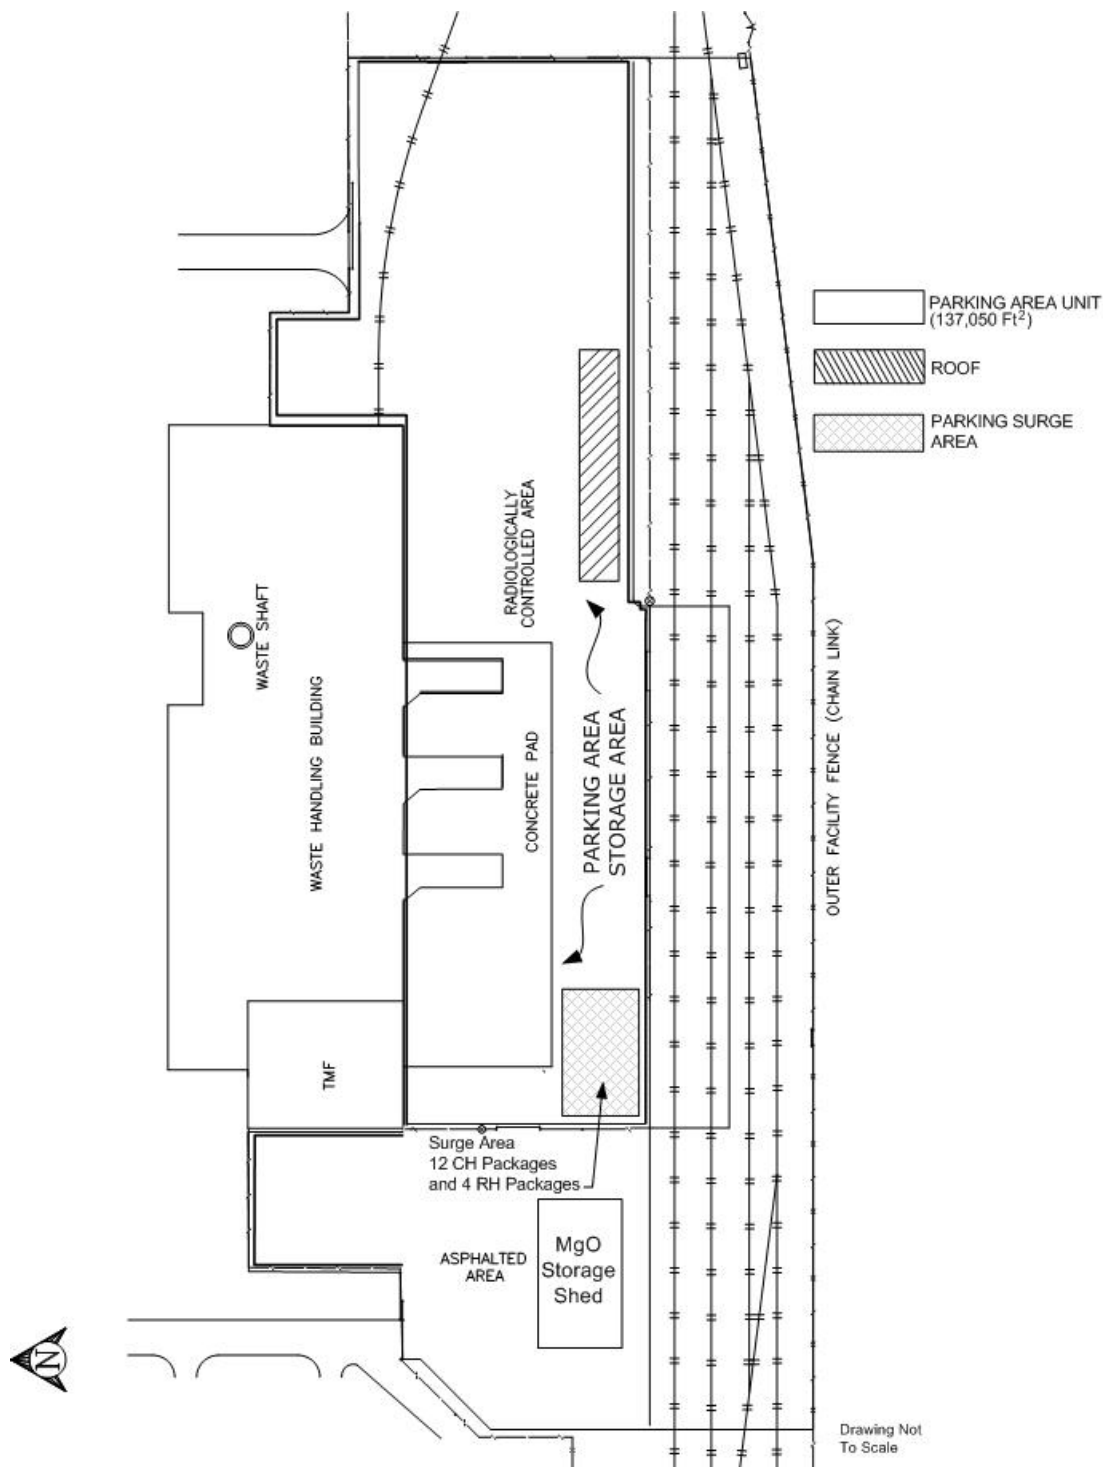 PARKING AREA UNIT
(137,050 Ft²)
ROOF
PARKING SURGE
AREA
RADIOLOGICALLY
CONTROLLED AREA
WASTE SHAFT
WASTE HANDLING BUILDING
CONCRETE PAD
PARKING AREA
STORAGE AREA
OUTER FACILITY FENCE (CHAIN LINK)
TMF
Surge Area
12 CH Packages
and 4 RH Packages
ASPHALTED
AREA
MgO
Storage
Shed
N
Drawing Not
To Scale